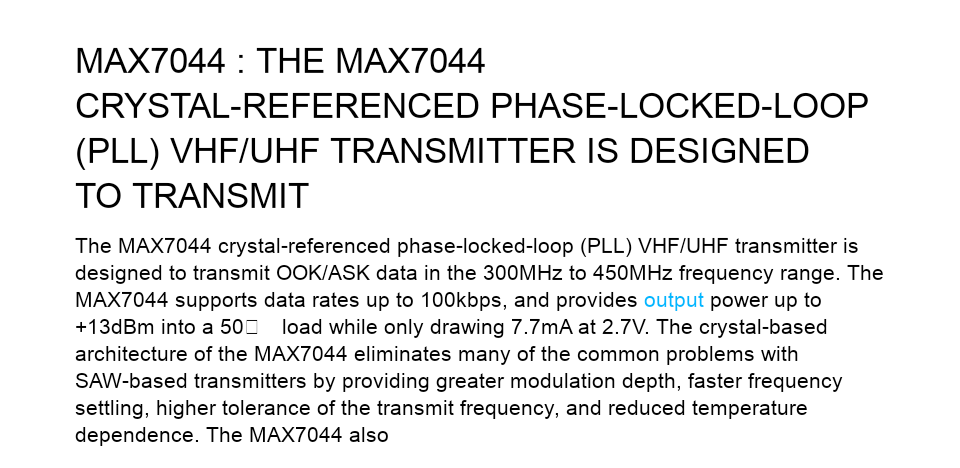 MAX7044 : THE MAX7044
CRYSTAL-REFERENCED PHASE-LOCKED-LOOP
(PLL) VHF/UHF TRANSMITTER IS DESIGNED
TO TRANSMIT
The MAX7044 crystal-referenced phase-locked-loop (PLL) VHF/UHF transmitter is
designed to transmit OOK/ASK data in the 300MHz to 450MHz frequency range. The
MAX7044 supports data rates up to 100kbps, and provides output power up to
+13dBm into a 50□ load while only drawing 7.7mA at 2.7V. The crystal-based
architecture of the MAX7044 eliminates many of the common problems with
SAW-based transmitters by providing greater modulation depth, faster frequency
settling, higher tolerance of the transmit frequency, and reduced temperature
dependence. The MAX7044 also